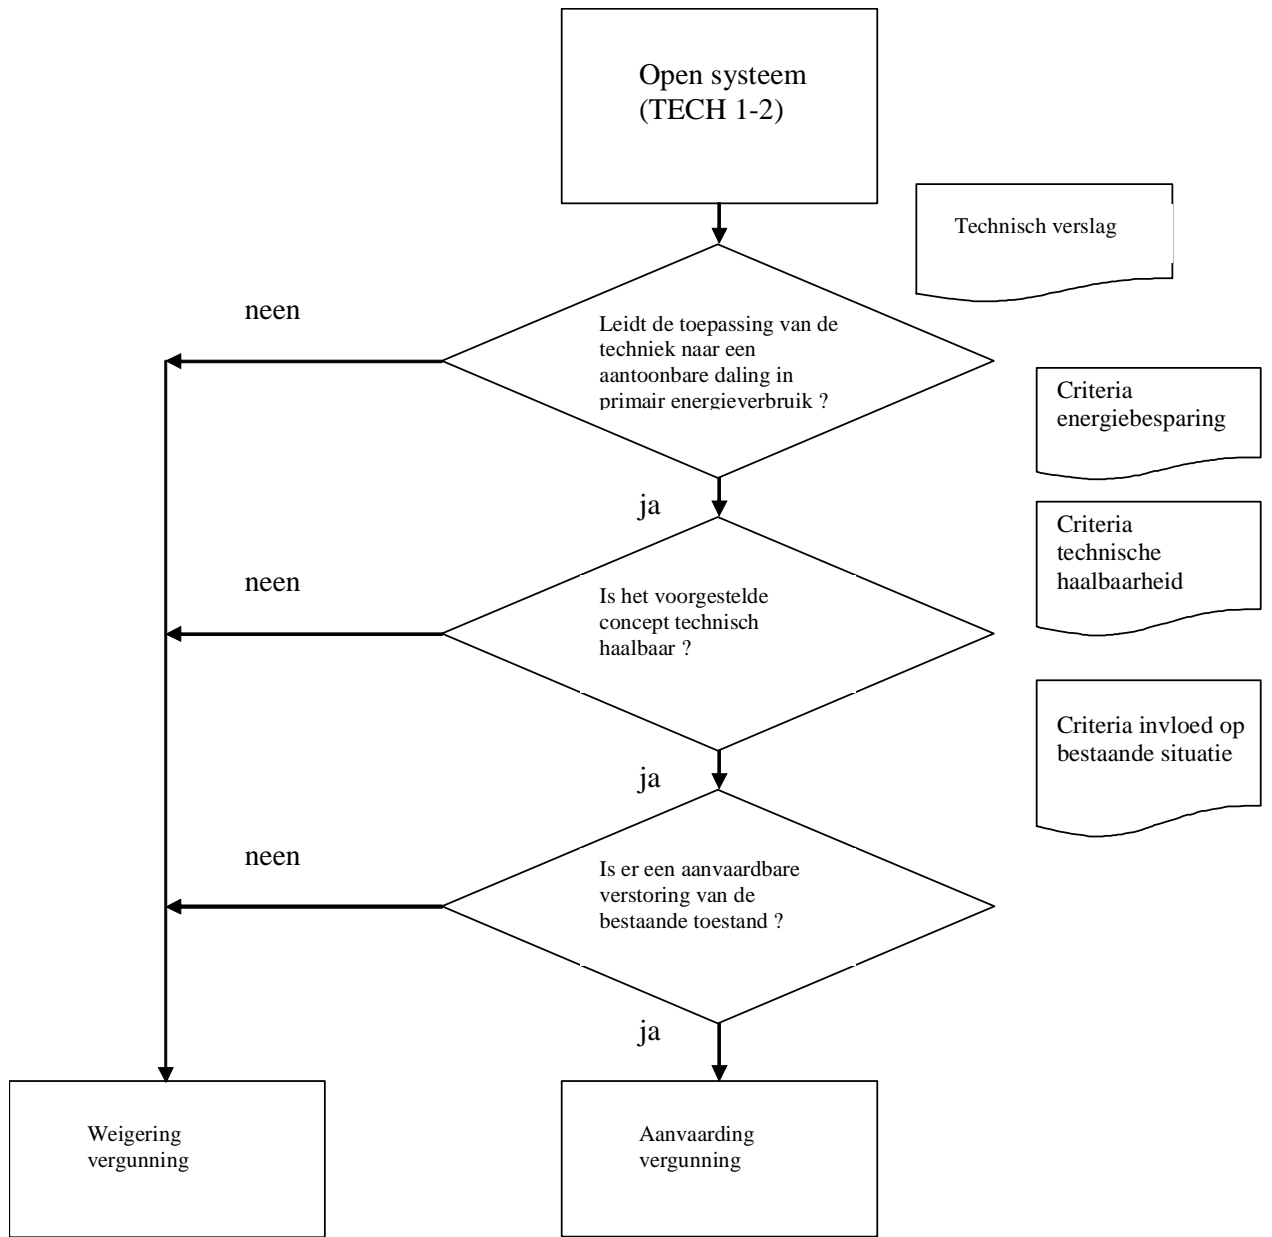 Open systeem
(TECH 1-2)
Technisch verslag
neen
Leidt de toepassing van de
techniek naar een
aantoonbare daling in
primair energieverbruik ?
Criteria
energiebesparing
ja
Criteria
technische
haalbaarheid
neen
Is het voorgestelde
concept technisch
haalbaar ?
Criteria invloed op
bestaande situatie
ja
neen
Is er een aanvaardbare
verstoring van de
bestaande toestand ?
ja
Weigering
vergunning
Aanvaarding
vergunning